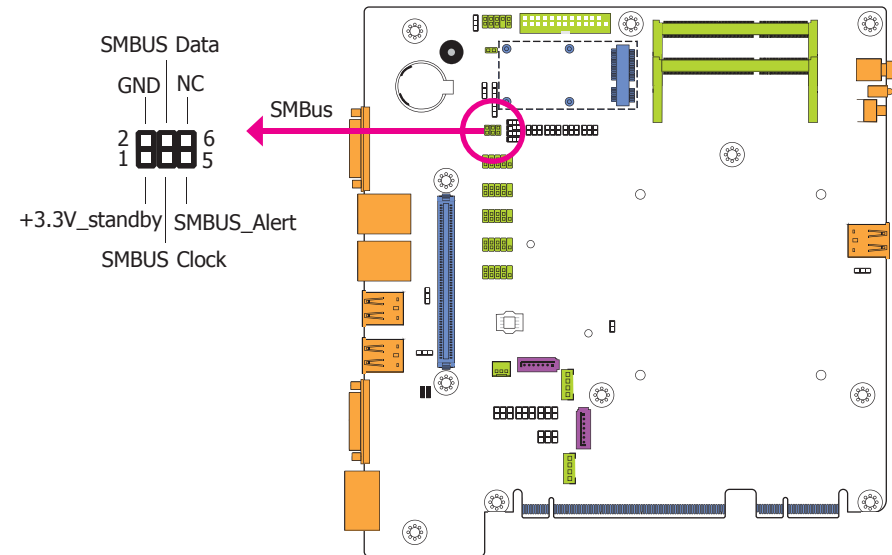 SMBUS Data
GND NC
SMBus
2 6
1 5
+3.3V_standby SMBUS_Alert
SMBUS Clock